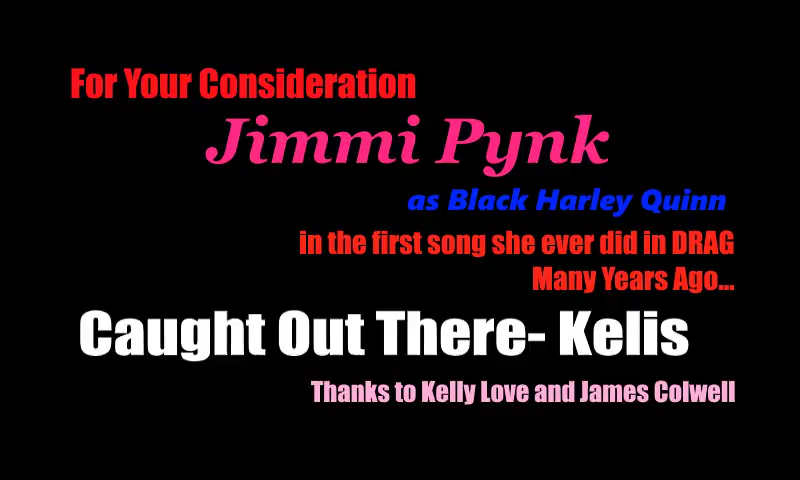 For Your Consideration
Jimmi Pynk
as Black Harley Quinn
in the first song she ever did in DRAG
Many Years Ago...
Caught Out There- Kelis
Thanks to Kelly Love and James Colwell